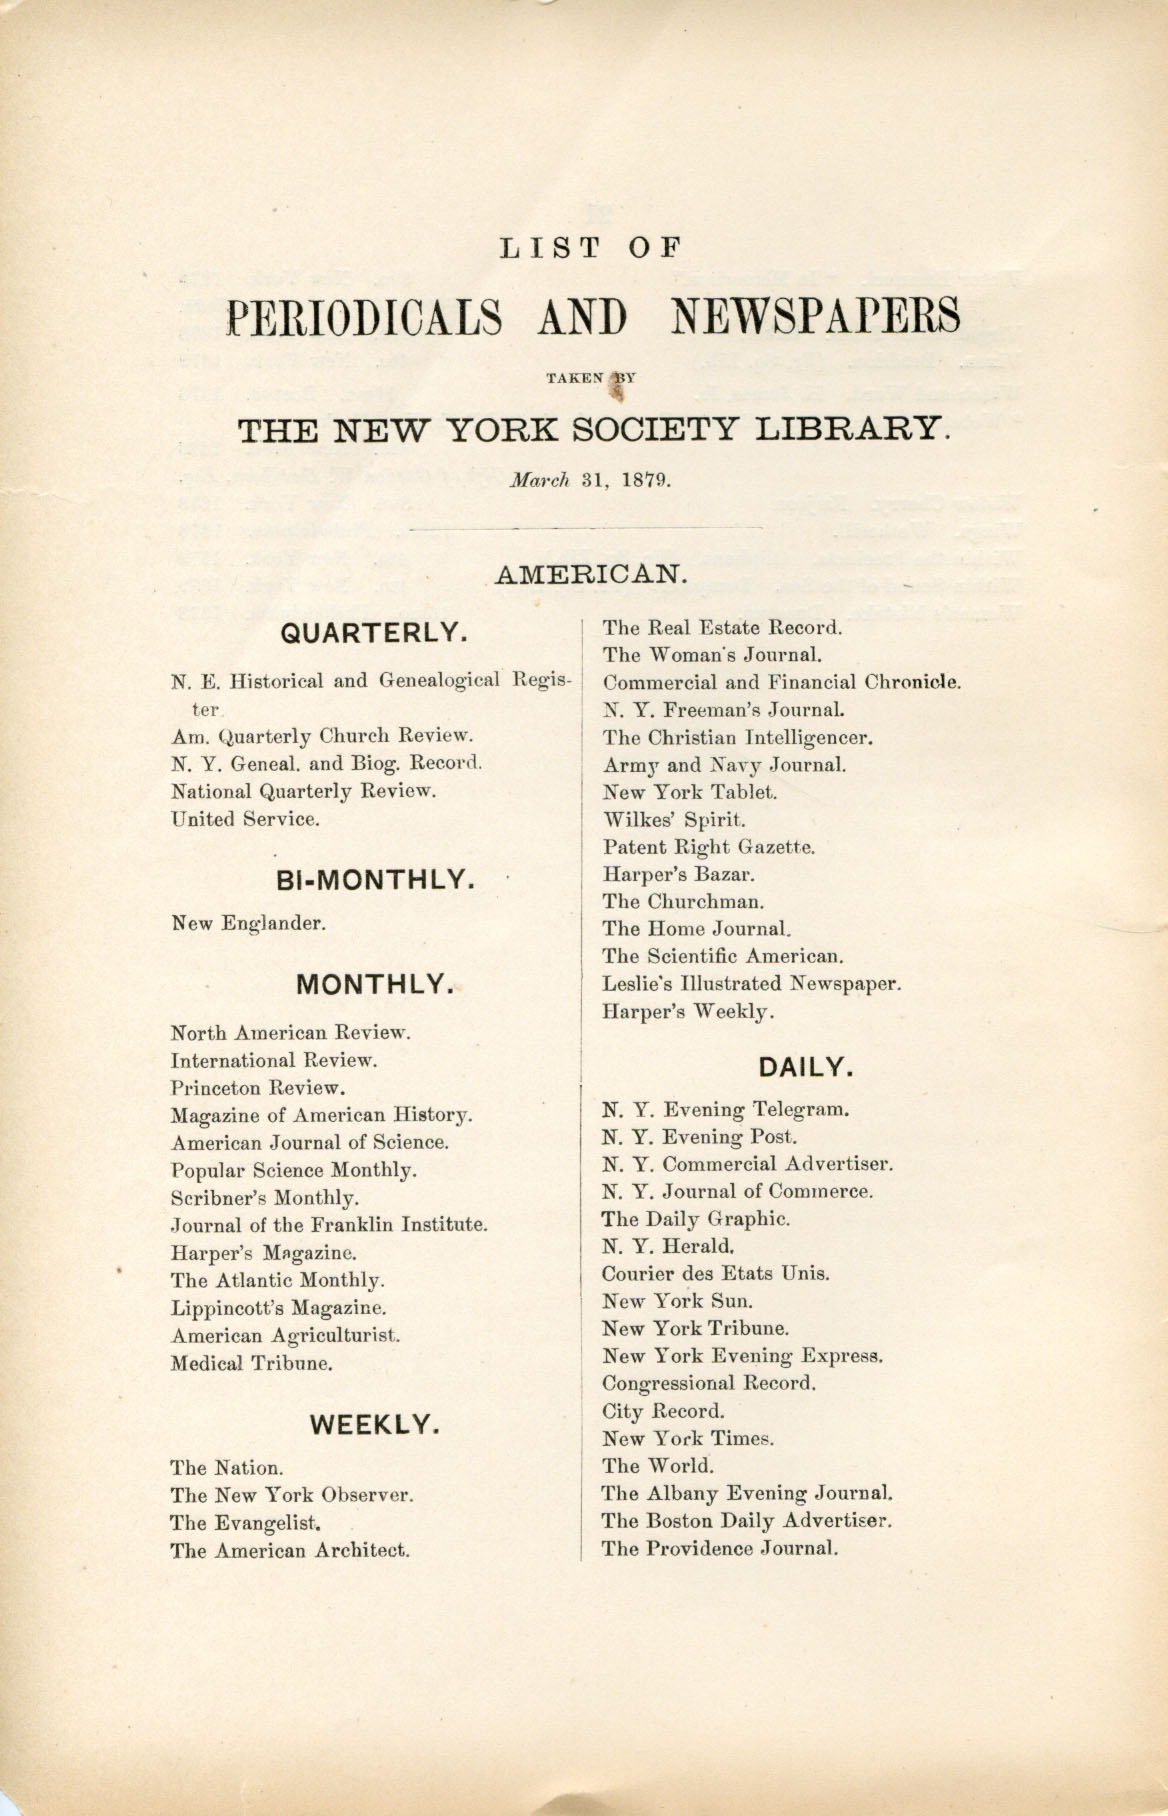 LIST OF
PERIODICALS AND NEWSPAPERS
TAKEN BY
THE NEW YORK SOCIETY LIBRARY.
March 31, 1879.
AMERICAN.
QUARTERLY.
N. E. Historical and Genealogical Regis-
ter.
Am. Quarterly Church Review.
N. Y. Geneal. and Biog. Record.
National Quarterly Review.
United Service.
BI-MONTHLY.
New Englander.
MONTHLY.
North American Review.
International Review.
Princeton Review.
Magazine of American History.
American Journal of Science.
Popular Science Monthly.
Scribner's Monthly.
Journal of the Franklin Institute.
Harper's Magazine.
The Atlantic Monthly.
Lippincott's Magazine.
American Agriculturist.
Medical Tribune.
WEEKLY.
The Nation.
The New York Observer.
The Evangelist.
The American Architect.
The Real Estate Record.
The Woman's Journal.
Commercial and Financial Chronicle.
N. Y. Freeman's Journal.
The Christian Intelligencer.
Army and Navy Journal.
New York Tablet.
Wilkes' Spirit.
Patent Right Gazette.
Harper's Bazar.
The Churchman.
The Home Journal.
The Scientific American.
Leslie's Illustrated Newspaper.
Harper's Weekly.
DAILY.
N. Y. Evening Telegram.
N. Y. Evening Post.
N. Y. Commercial Advertiser.
N. Y. Journal of Commerce.
The Daily Graphic.
N. Y. Herald.
Courier des Etats Unis.
New York Sun.
New York Tribune.
New York Evening Express.
Congressional Record.
City Record.
New York Times.
The World.
The Albany Evening Journal.
The Boston Daily Advertiser.
The Providence Journal.